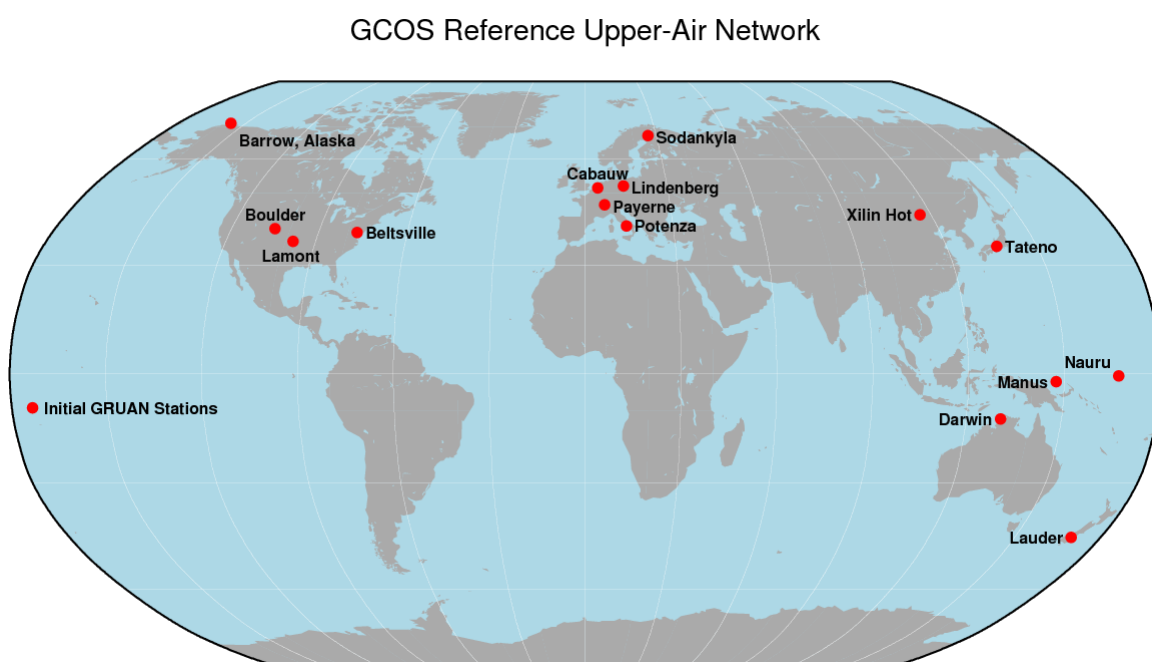 GCOS Reference Upper-Air Network
Barrow, Alaska
Sodankyla
Cabauw
Lindenberg
Payerne
Boulder
Xilin Hot
Potenza
Beltsville
Tateno
Lamont
Nauru
Manus
Initial GRUAN Stations
Darwin
Lauder